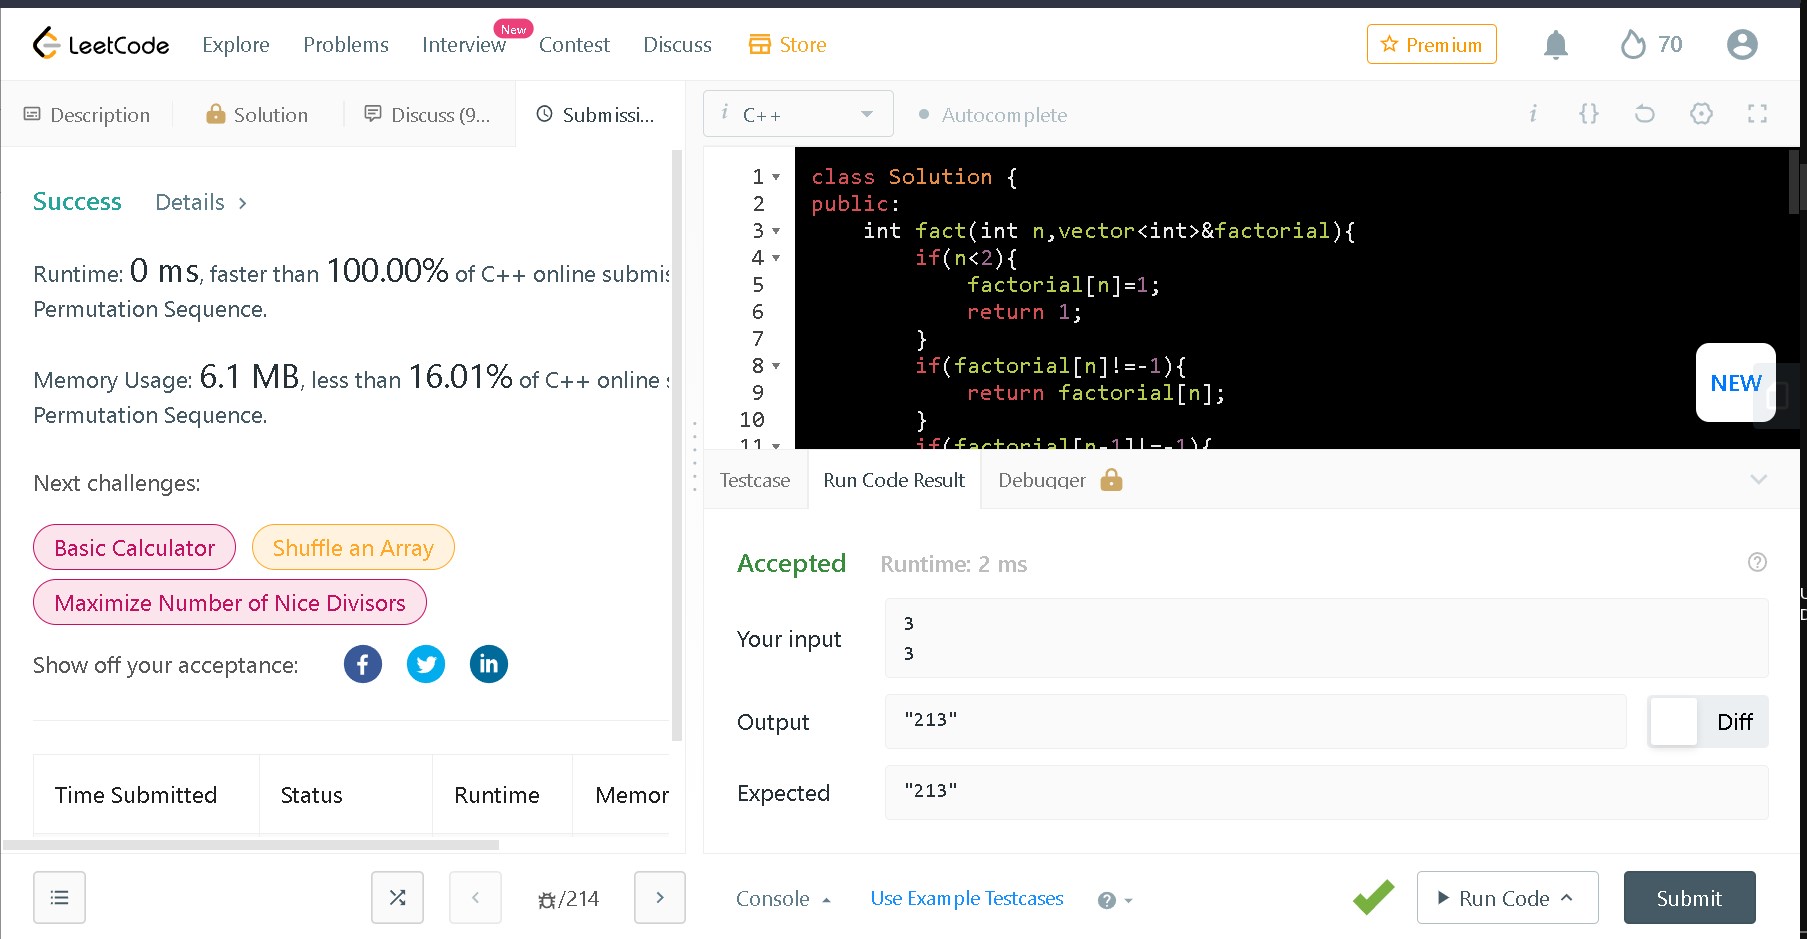 LeetCode
Explore
Problems
Interview
New
Contest
Discuss
Store
Premium
70
Description
Solution
Discuss (9...
Submissi...
i C++
Autocomplete
i {}
Success Details >
Runtime: 0 ms, faster than 100.00% of C++ online
Permutation Sequence.
Memory Usage: 6.1 MB, less than 16.01% of C++ online
Permutation Sequence.
Next challenges:
Basic Calculator
Shuffle an Array
Maximize Number of Nice Divisors
Show off your acceptance:
Time Submitted
Status
Runtime
/214
1 class Solution {
2 public:
3 int fact(int n,vector<int>&factorial){
4 if(n<2){
5 factorial[n]=1;
6 return 1;
7 }
8 if(factorial[n]!=-1){
9 return factorial[n];
10 }
11 if(factorial[n-1]!=-1){
NEW
Testcase
Run Code Result
Debugger
Accepted Runtime: 2 ms
Your input
3
3
Output
"213"
Diff
Expected
"213"
Console
Use Example Testcases
Run Code
Submit